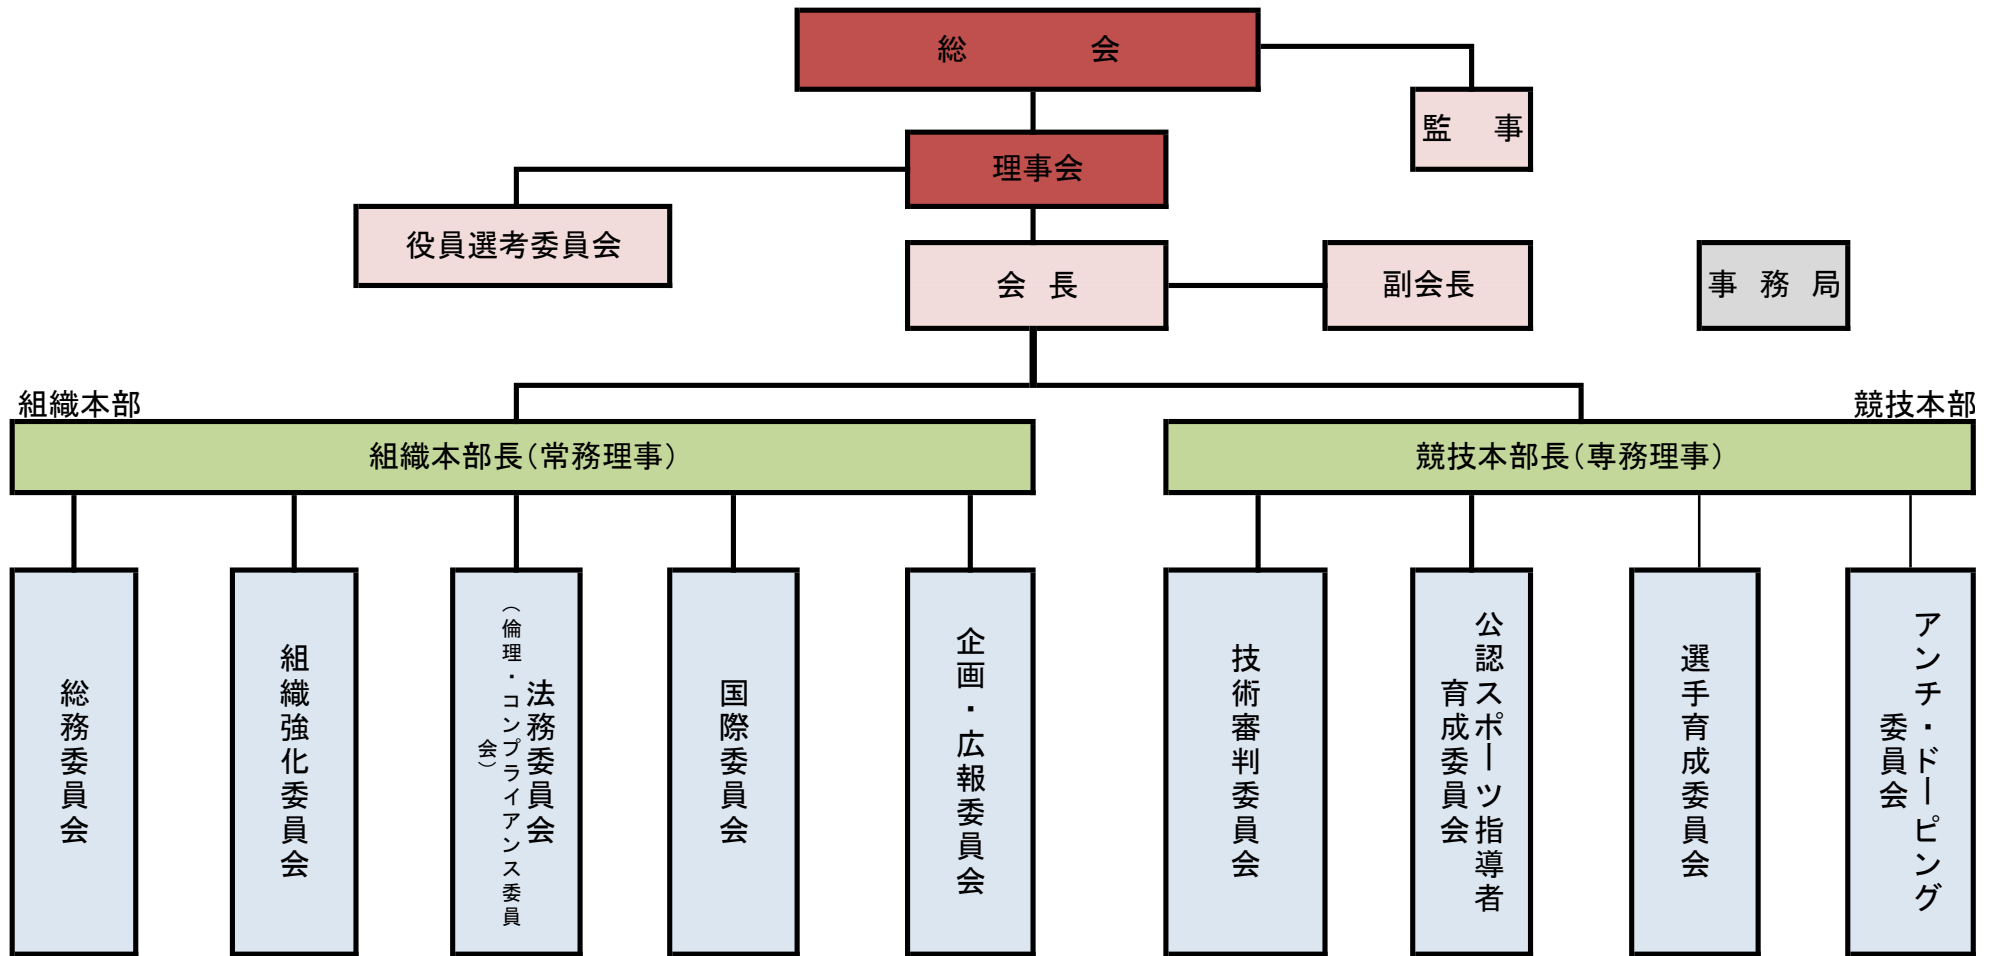 総　会
監　事
理事会
役員選考委員会
会 長
副会長
事 務 局
組織本部
競技本部
組織本部長（常務理事）
競技本部長（専務理事）
総務委員会
組織強化委員会
法務委員会
（倫理・コンプライアンス委員
会）
国際委員会
企画・広報委員会
技術審判委員会
公認スポーツ指導者
育成委員会
選手育成委員会
アンチ・ドーピング
委員会